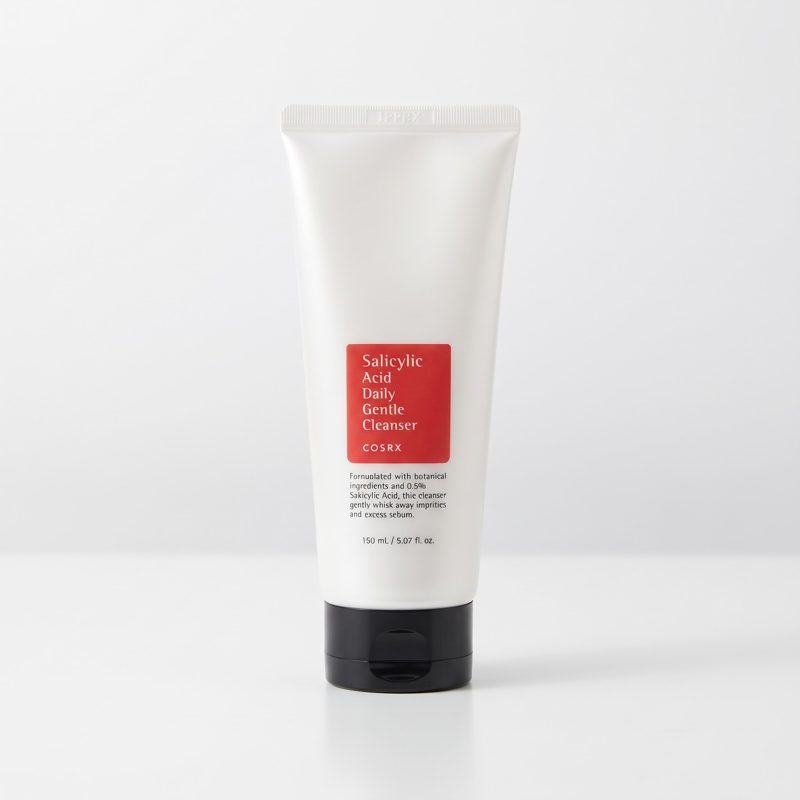 Salicylic
Acid
Daily
Gentle
Cleanser
COSRX
Fornuolated with botanical
ingredients and 0.5%
Sakicylic Acid, thie cleanser
gently whisk away imprities
and excess sebum.
150 mL / 5.07 fl. oz.